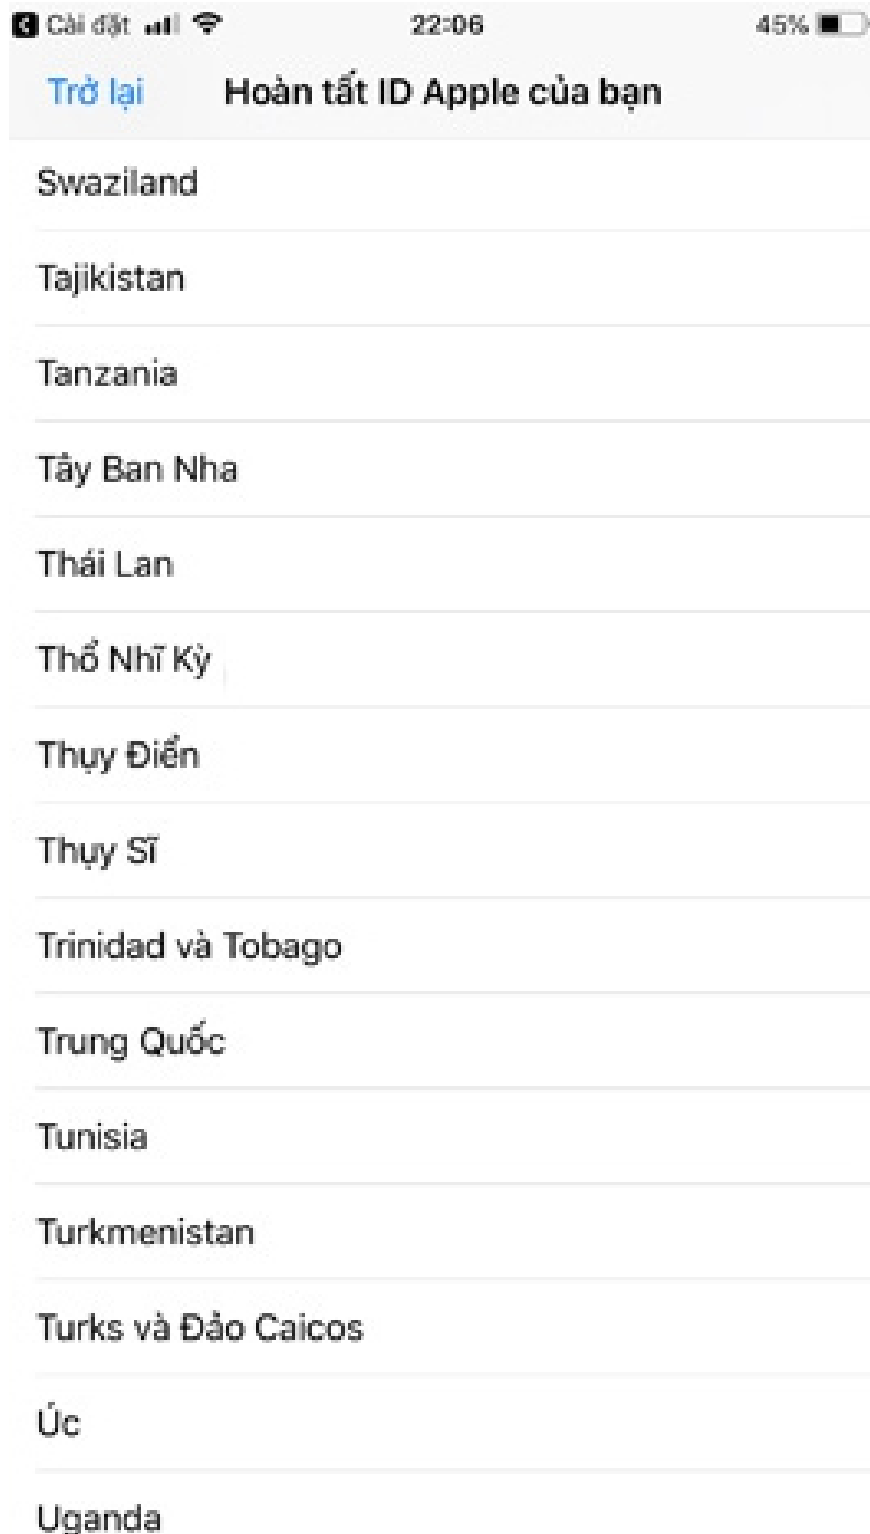 Cài đặt 22:06 45%
Trở lại Hoàn tất ID Apple của bạn
Swaziland
Tajikistan
Tanzania
Tây Ban Nha
Thái Lan
Thổ Nhĩ Kỳ
Thụy Điển
Thụy Sĩ
Trinidad và Tobago
Trung Quốc
Tunisia
Turkmenistan
Turks và Đảo Caicos
Úc
Uganda